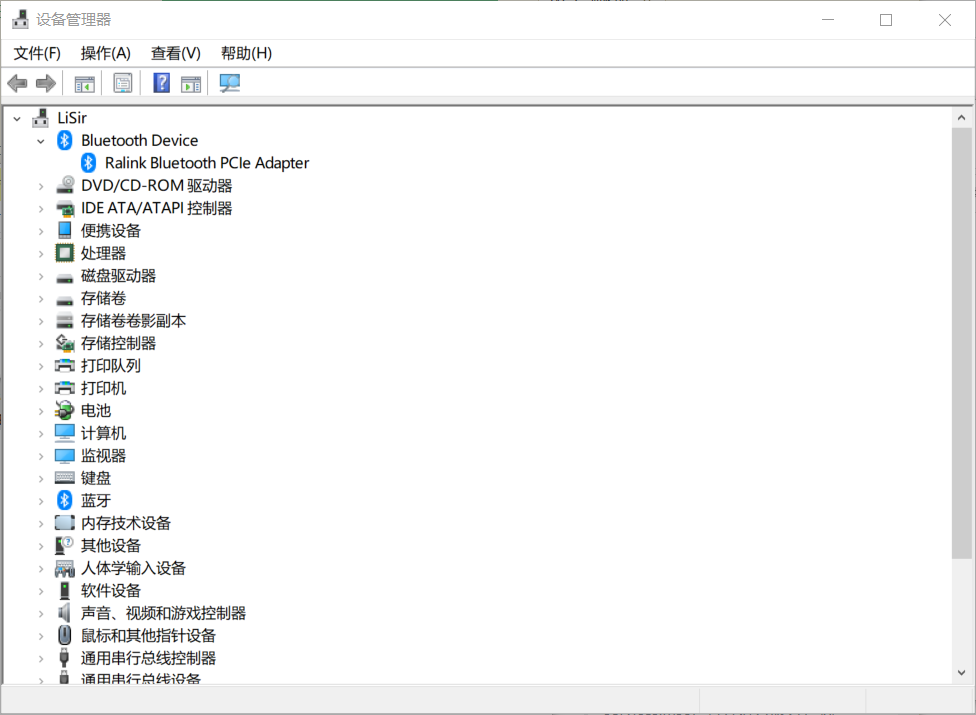 设备管理器
文件(F) 操作(A) 查看(V) 帮助(H)
LiSir
Bluetooth Device
Ralink Bluetooth PCIe Adapter
DVD/CD-ROM 驱动器
IDE ATA/ATAPI 控制器
便携设备
处理器
磁盘驱动器
存储卷
存储卷卷影副本
存储控制器
打印队列
打印机
电池
计算机
监视器
键盘
蓝牙
内存技术设备
其他设备
人体学输入设备
软件设备
声音、视频和游戏控制器
鼠标和其他指针设备
通用串行总线控制器
通用串行总线设备